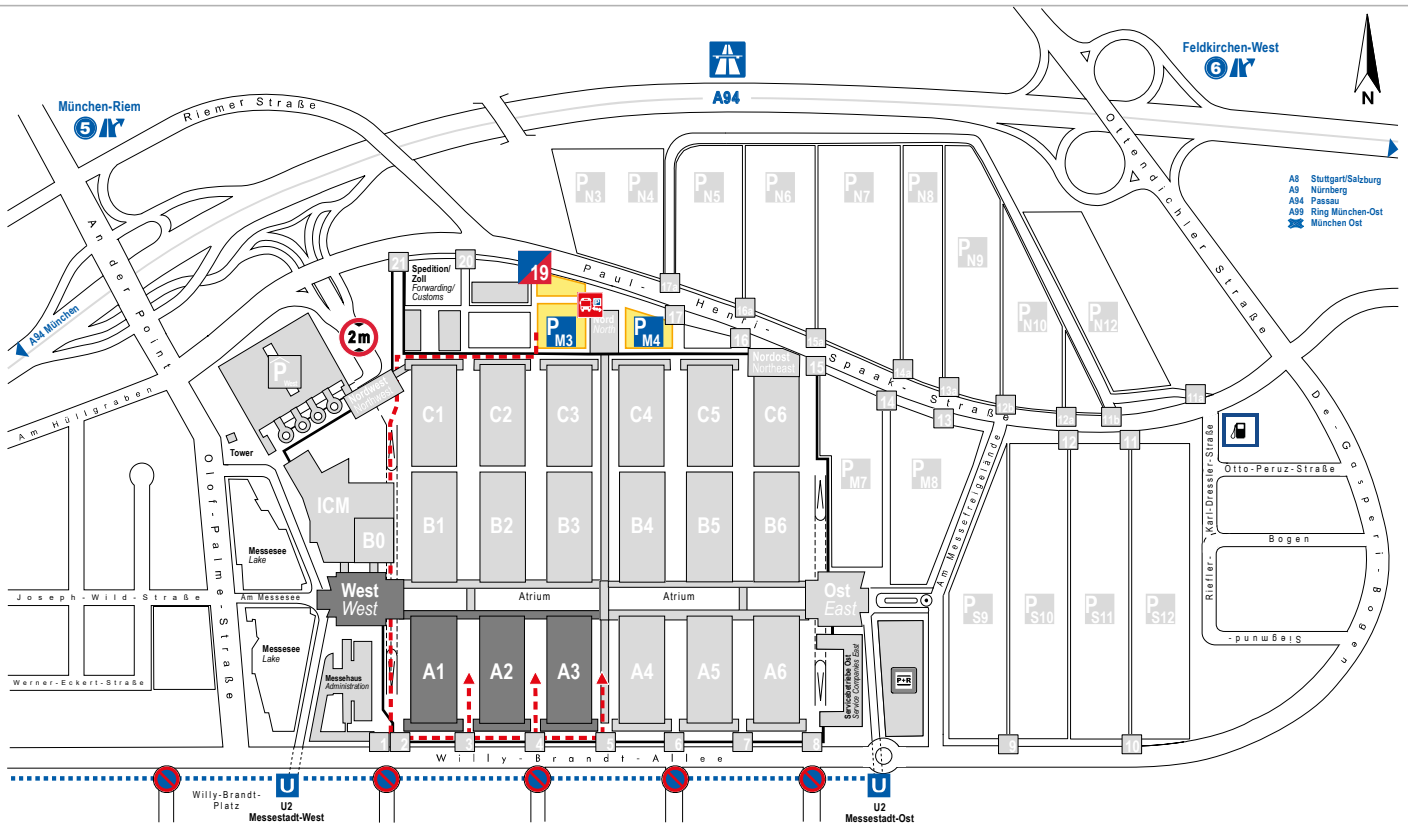 Feldkirchen-West
6
A94
N
München-Riem
5
Riemer Straße
Ottendichler Straße
A8 Stuttgart/Salzburg
A9 Nürnberg
A94 Passau
A99 Ring München-Ost
München Ost
P N3
P N4
P N5
P N6
P N7
P N8
P N9
P N10
P N12
An der Point
A94 München
21
Spedition/
Zoll
Forwarding/
Customs
20
19
Paul-Henri-Spaak-Straße
17a
17
16
15a
15
14a
14
13a
13
12b
12a
12
11b
11
11a
2m
P M3
Nord
North
P M4
Nordost
Northeast
P West
Nordwest
Northwest
Am Hüllgraben
Tower
C1
C2
C3
C4
C5
C6
P M7
P M8
Am Messefreigelände
Karl-Dressler-Straße
Otto-Peruz-Straße
De-Gasperi-Bogen
Olof-Palme-Straße
ICM
B0
B1
B2
B3
B4
B5
B6
Bogen
Riefler-
Siegmund-
Messesee
Lake
Joseph-Wild-Straße
Am Messesee
West
West
Atrium
Atrium
Ost
East
P S9
P S10
P S11
P S12
Messesee
Lake
Werner-Eckert-Straße
Messehaus
Administration
A1
A2
A3
A4
A5
A6
Servicebetriebe Ost
Service Companies East
P+R
1
2
3
4
5
6
7
8
9
10
Willy-Brandt-Allee
Willy-Brandt-
Platz
U
U2
Messestadt-West
U
U2
Messestadt-Ost